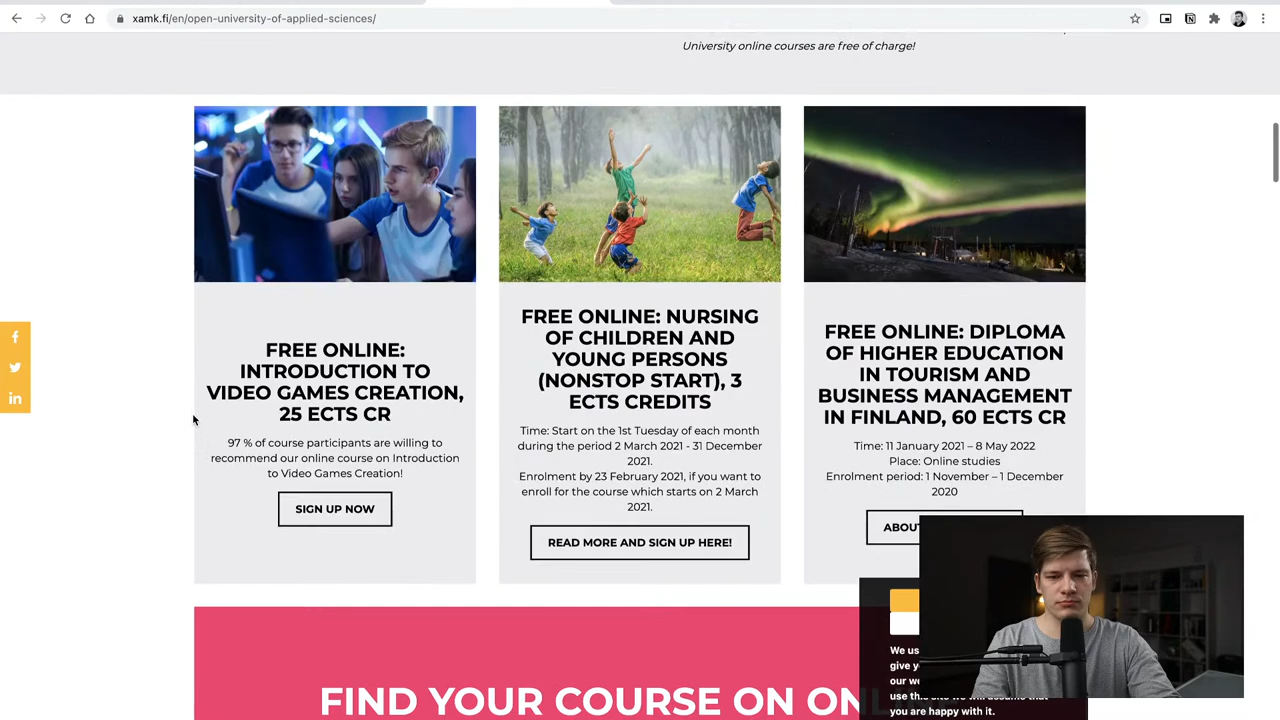 xamk.fi/en/open-university-of-applied-sciences/
University online courses are free of charge!
FREE ONLINE:
INTRODUCTION TO
VIDEO GAMES CREATION,
25 ECTS CR
97 % of course participants are willing to
recommend our online course on Introduction
to Video Games Creation!
SIGN UP NOW
FREE ONLINE: NURSING
OF CHILDREN AND
YOUNG PERSONS
(NONSTOP START), 3
ECTS CREDITS
Time: Start on the 1st Tuesday of each month
during the period 2 March 2021 - 31 December
2021.
Enrolment by 23 February 2021, if you want to
enroll for the course which starts on 2 March
2021.
READ MORE AND SIGN UP HERE!
FREE ONLINE: DIPLOMA
OF HIGHER EDUCATION
IN TOURISM AND
BUSINESS MANAGEMENT
IN FINLAND, 60 ECTS CR
Time: 11 January 2021 – 8 May 2022
Place: Online studies
Enrolment period: 1 November – 1 December
2020
FIND YOUR COURSE ON
We
give
our
use this site we will assume that
you are happy with it.